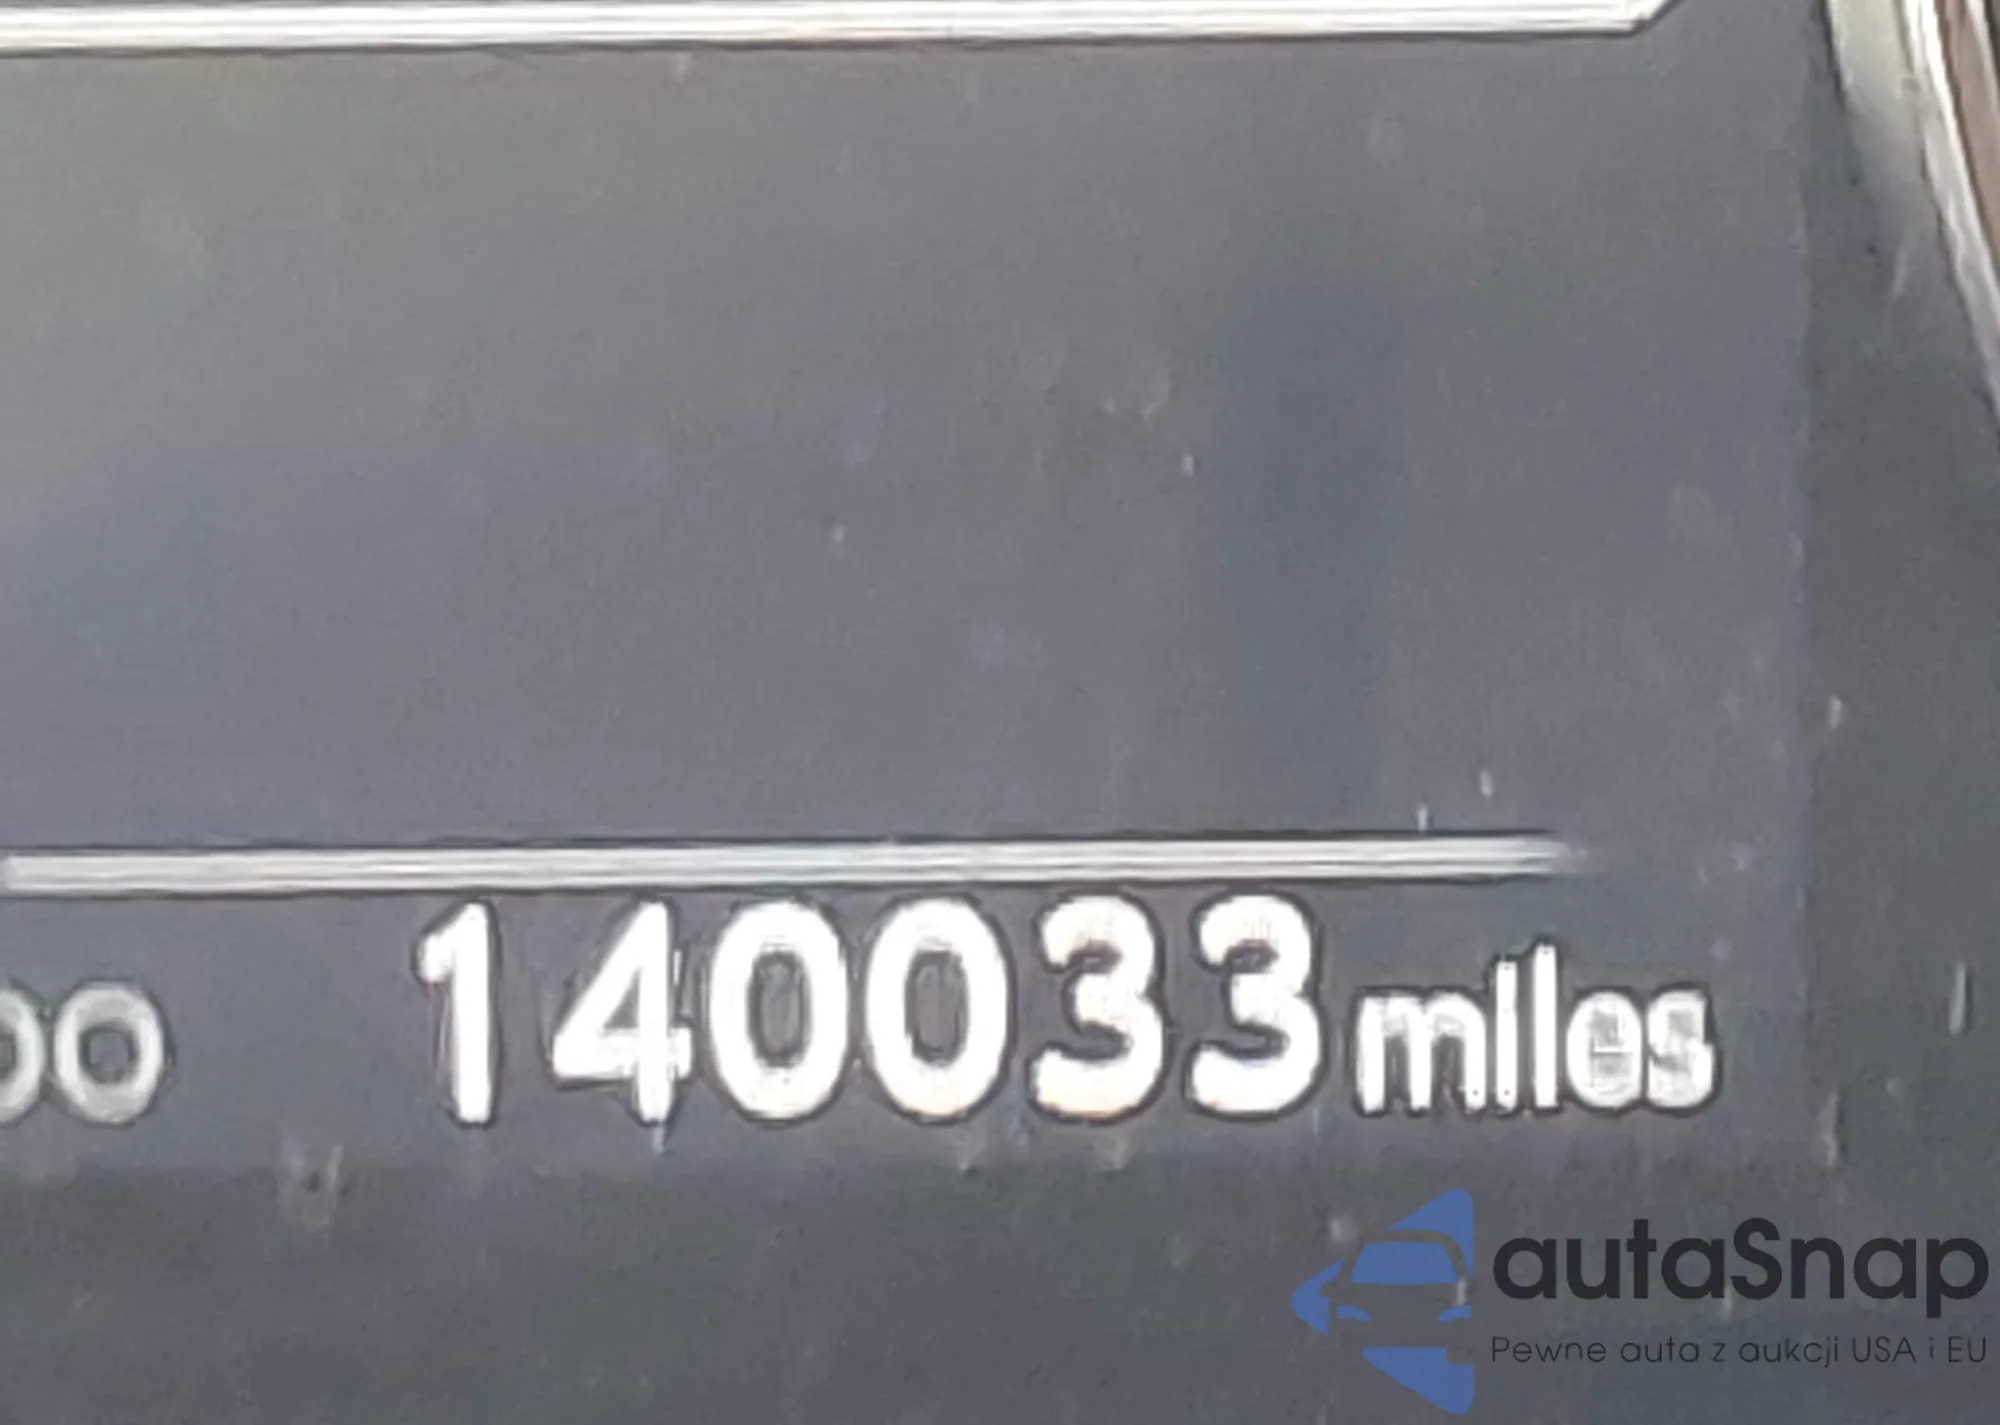 140033 miles
autaSnap
Pewne auta z aukcji USA i EU